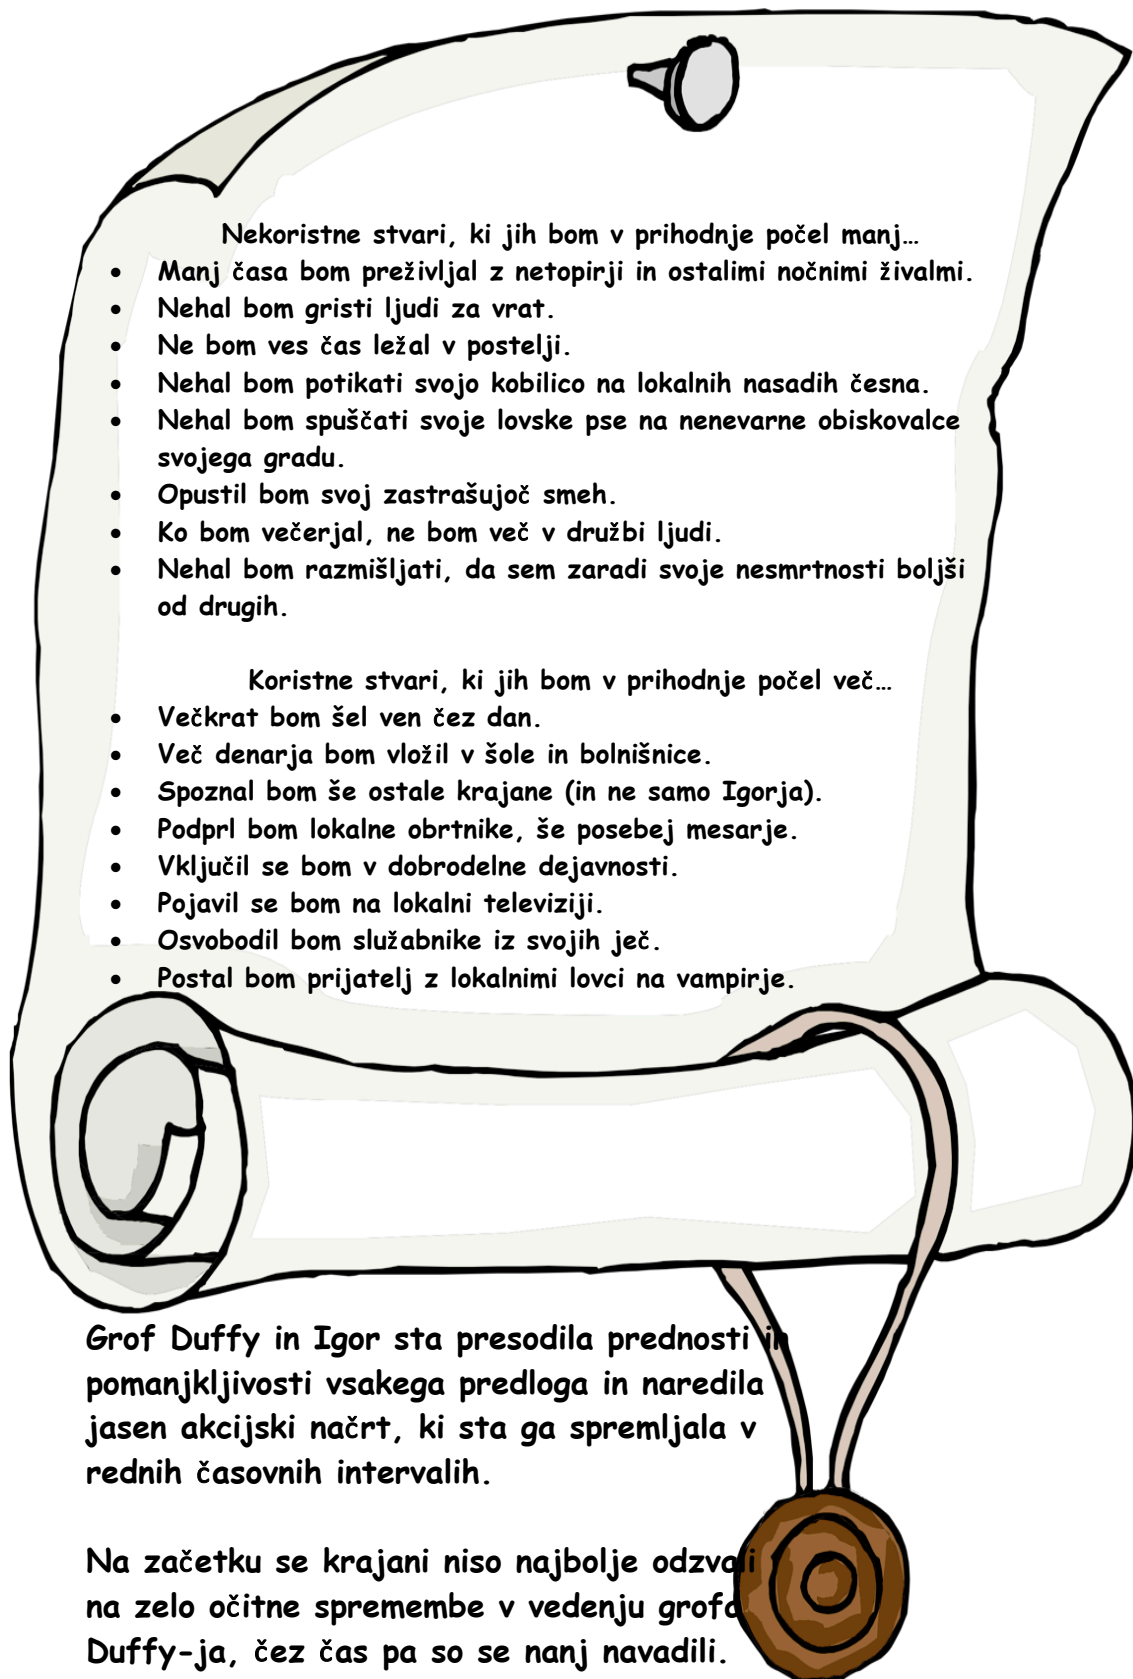 Nekoristne stvari, ki jih bom v prihodnje počel manj…
• Manj časa bom preživljal z netopirji in ostalimi nočnimi živalmi.
• Nehal bom gristi ljudi za vrat.
• Ne bom ves čas ležal v postelji.
• Nehal bom potikati svojo kobilico na lokalnih nasadih česna.
• Nehal bom spuščati svoje lovske pse na nenevarne obiskovalce
svojega gradu.
• Opustil bom svoj zastrašujoč smeh.
• Ko bom večerjal, ne bom več v družbi ljudi.
• Nehal bom razmišljati, da sem zaradi svoje nesmrtnosti boljši
od drugih.
Koristne stvari, ki jih bom v prihodnje počel več…
• Večkrat bom šel ven čez dan.
• Več denarja bom vložil v šole in bolnišnice.
• Spoznal bom še ostale krajane (in ne samo Igorja).
• Podprl bom lokalne obrtnike, še posebej mesarje.
• Vključil se bom v dobrodelne dejavnosti.
• Pojavil se bom na lokalni televiziji.
• Osvobodil bom služabnike iz svojih ječ.
• Postal bom prijatelj z lokalnimi lovci na vampirje.
Grof Duffy in Igor sta presodila prednosti in
pomanjkljivosti vsakega predloga in naredila
jasen akcijski načrt, ki sta ga spremljala v
rednih časovnih intervalih.
Na začetku se krajani niso najbolje odzvali
na zelo očitne spremembe v vedenju grofa
Duffy-ja, čez čas pa so se nanj navadili.